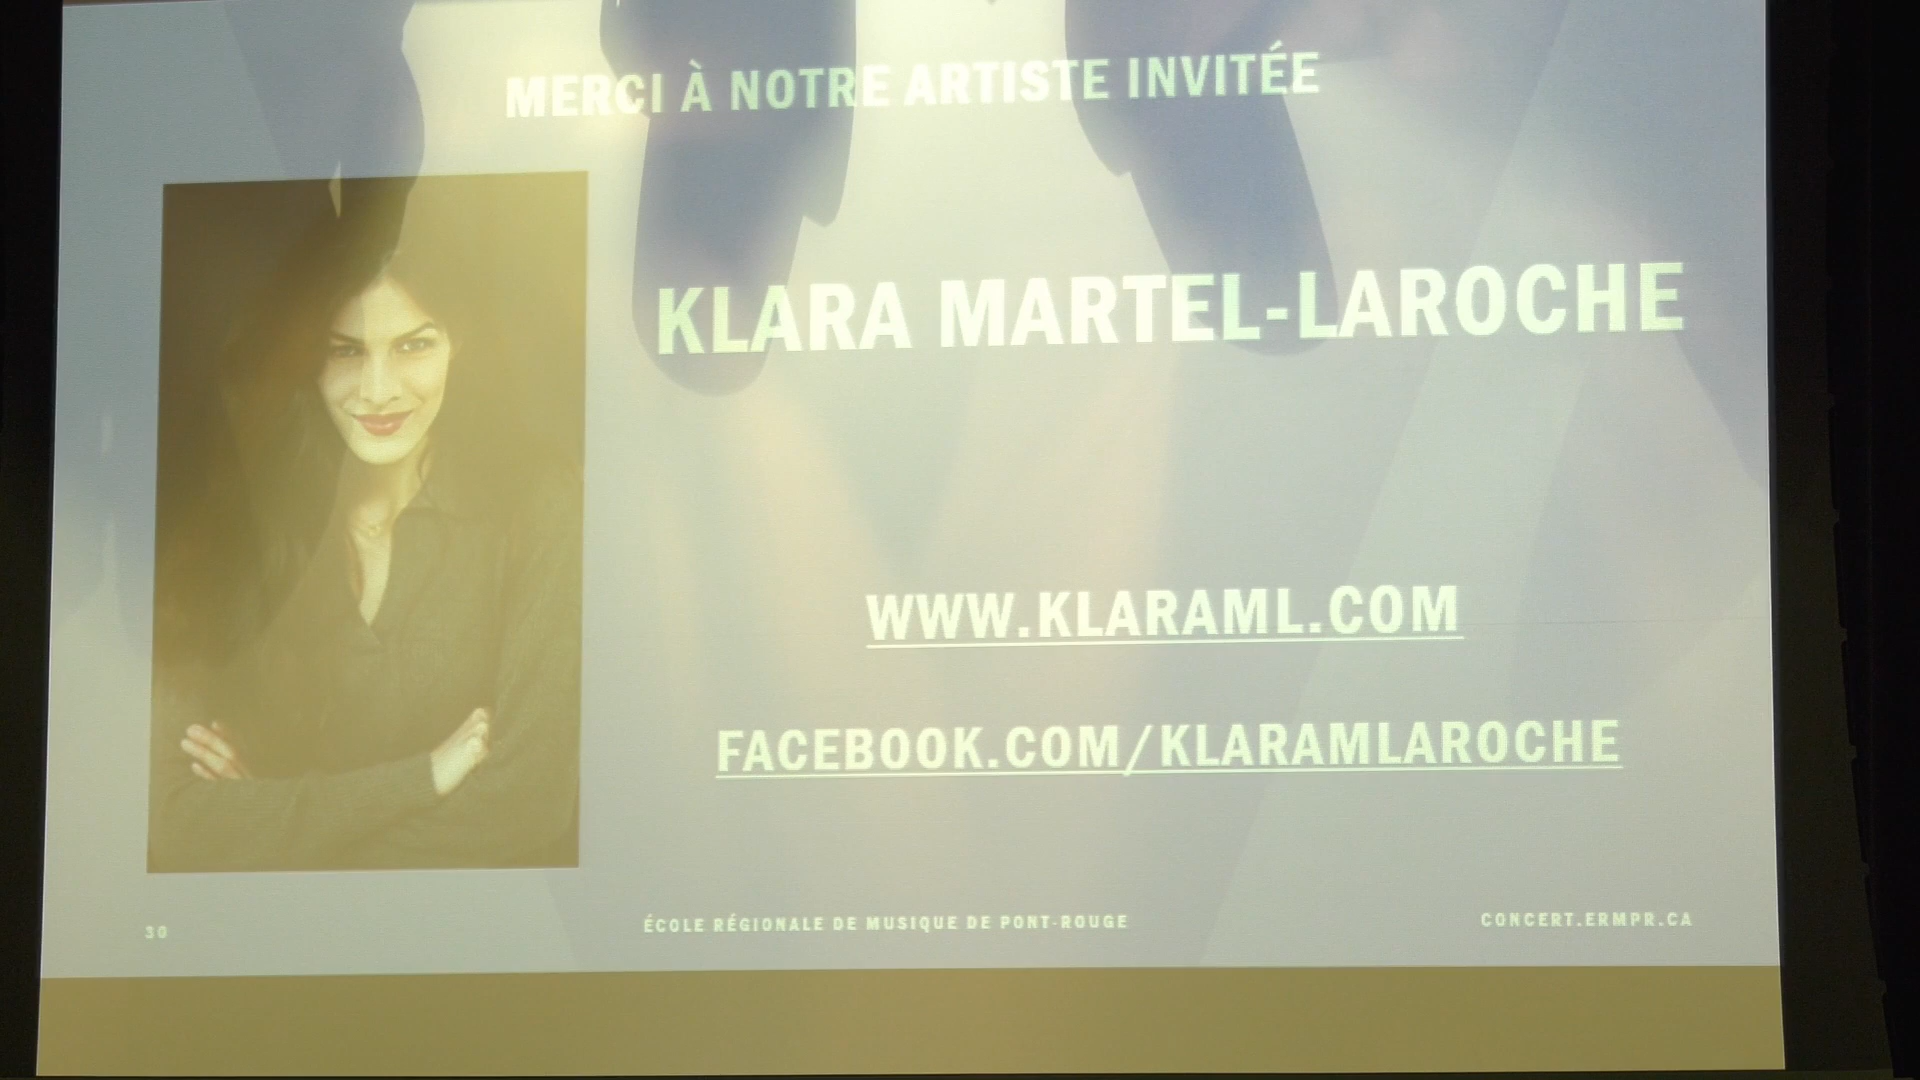 MERCI À NOTRE ARTISTE INVITÉE
KLARA MARTEL-LAROCHE
WWW.KLARAML.COM
FACEBOOK.COM/KLARAMLAROCHE
30
ÉCOLE RÉGIONALE DE MUSIQUE DE PONT-ROUGE
CONCERT.ERMPR.CA